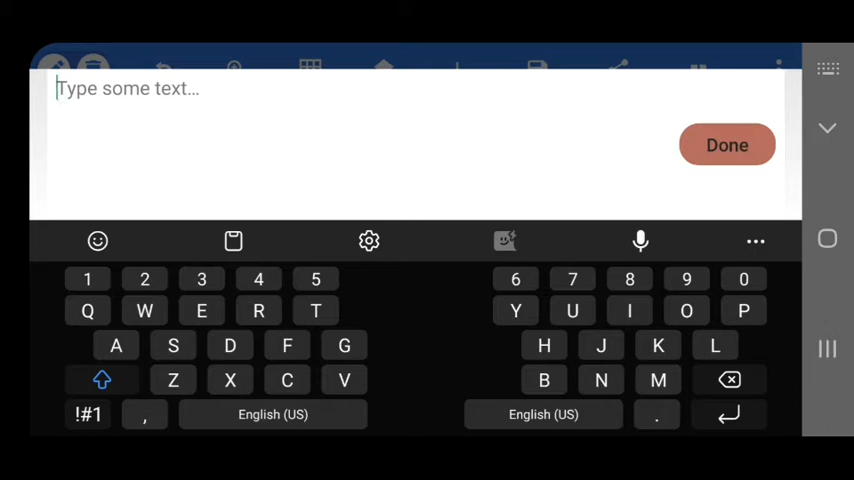 Type some text...
Done
1 2 3 4 5 6 7 8 9 0
Q W E R T Y U I O P
A S D F G H J K L
Z X C V B N M
!#1 , English (US) English (US) .